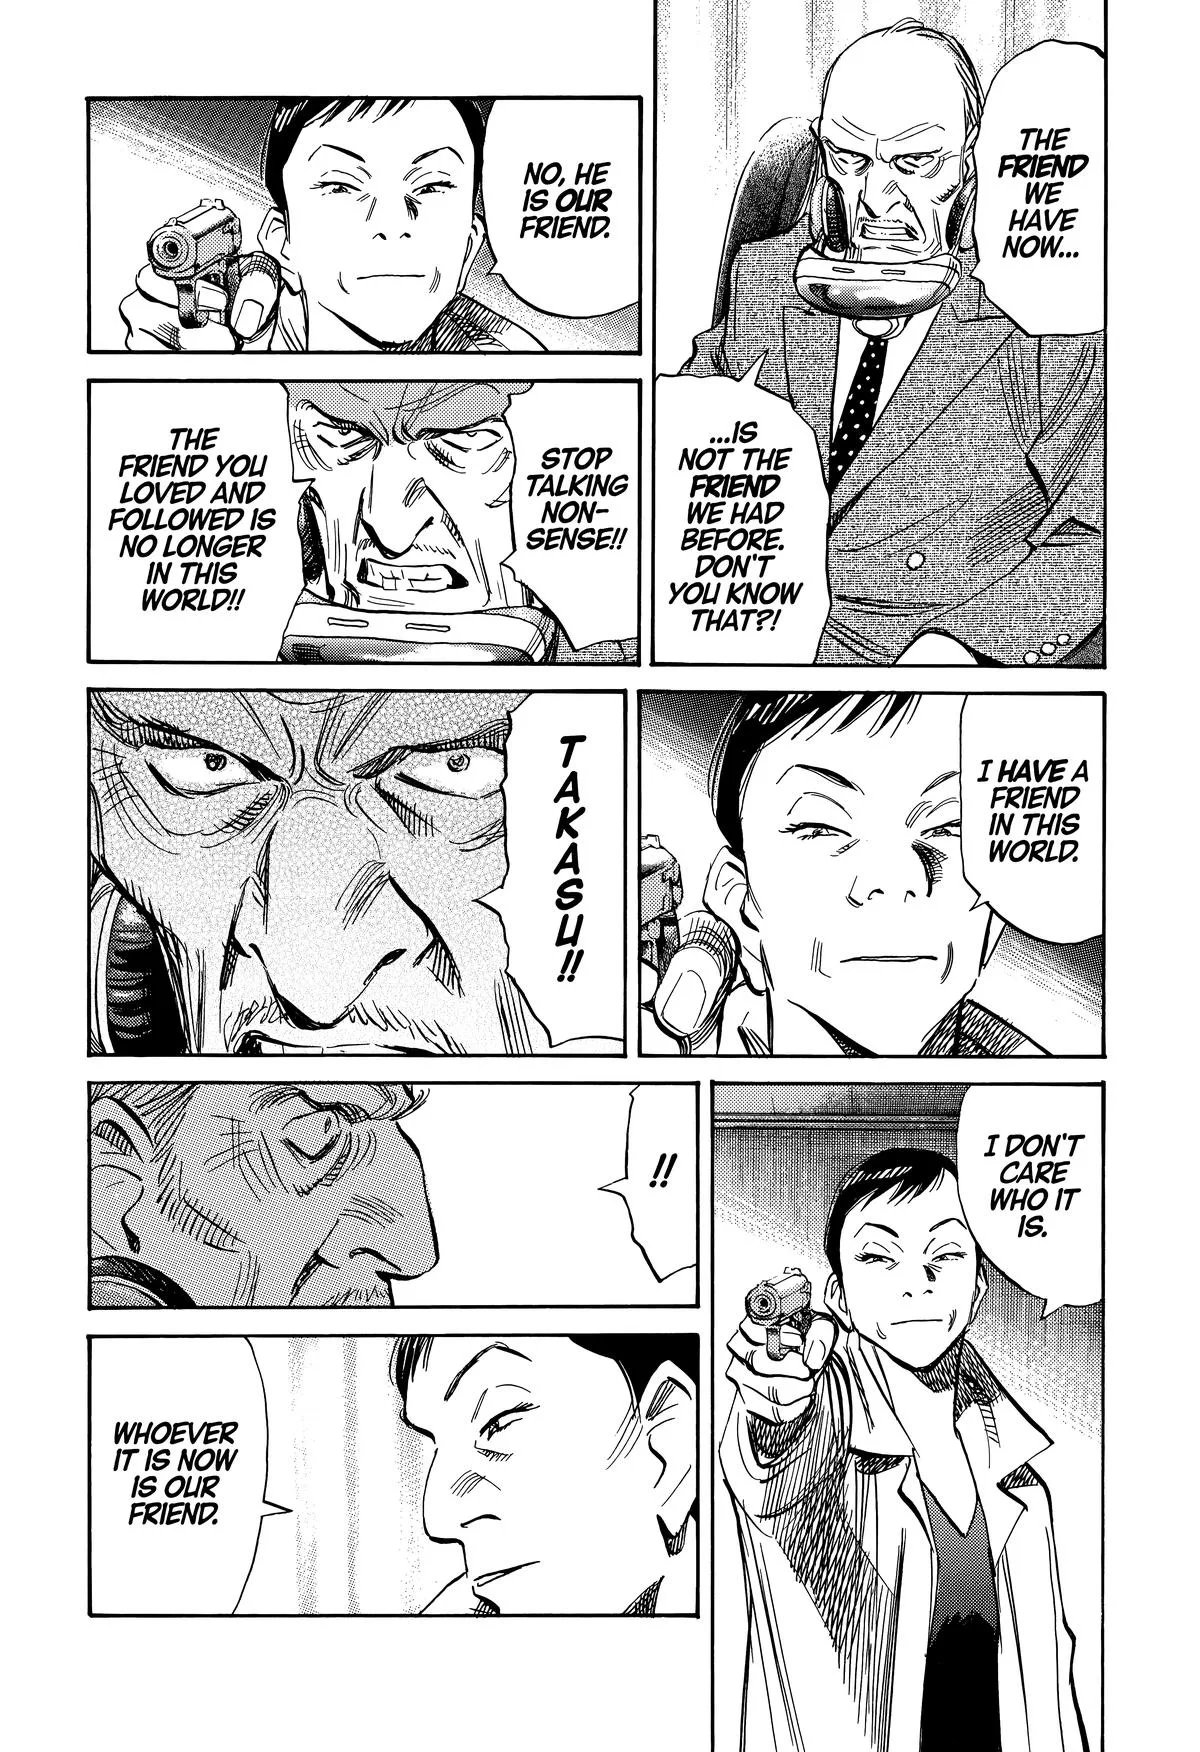 THE
FRIEND
WE
HAVE
NOW...
...IS
NOT THE
FRIEND
WE HAD
BEFORE.
DON'T
YOU KNOW
THAT?!
NO, HE
IS OUR
FRIEND.
STOP
TALKING
NON-
SENSE!!
THE
FRIEND YOU
LOVED AND
FOLLOWED IS
NO LONGER
IN THIS
WORLD!!
I HAVE A
FRIEND
IN THIS
WORLD.
TAKASU!!
I DON'T
CARE
WHO IT
IS.
!!
WHOEVER
IT IS NOW
IS OUR
FRIEND.